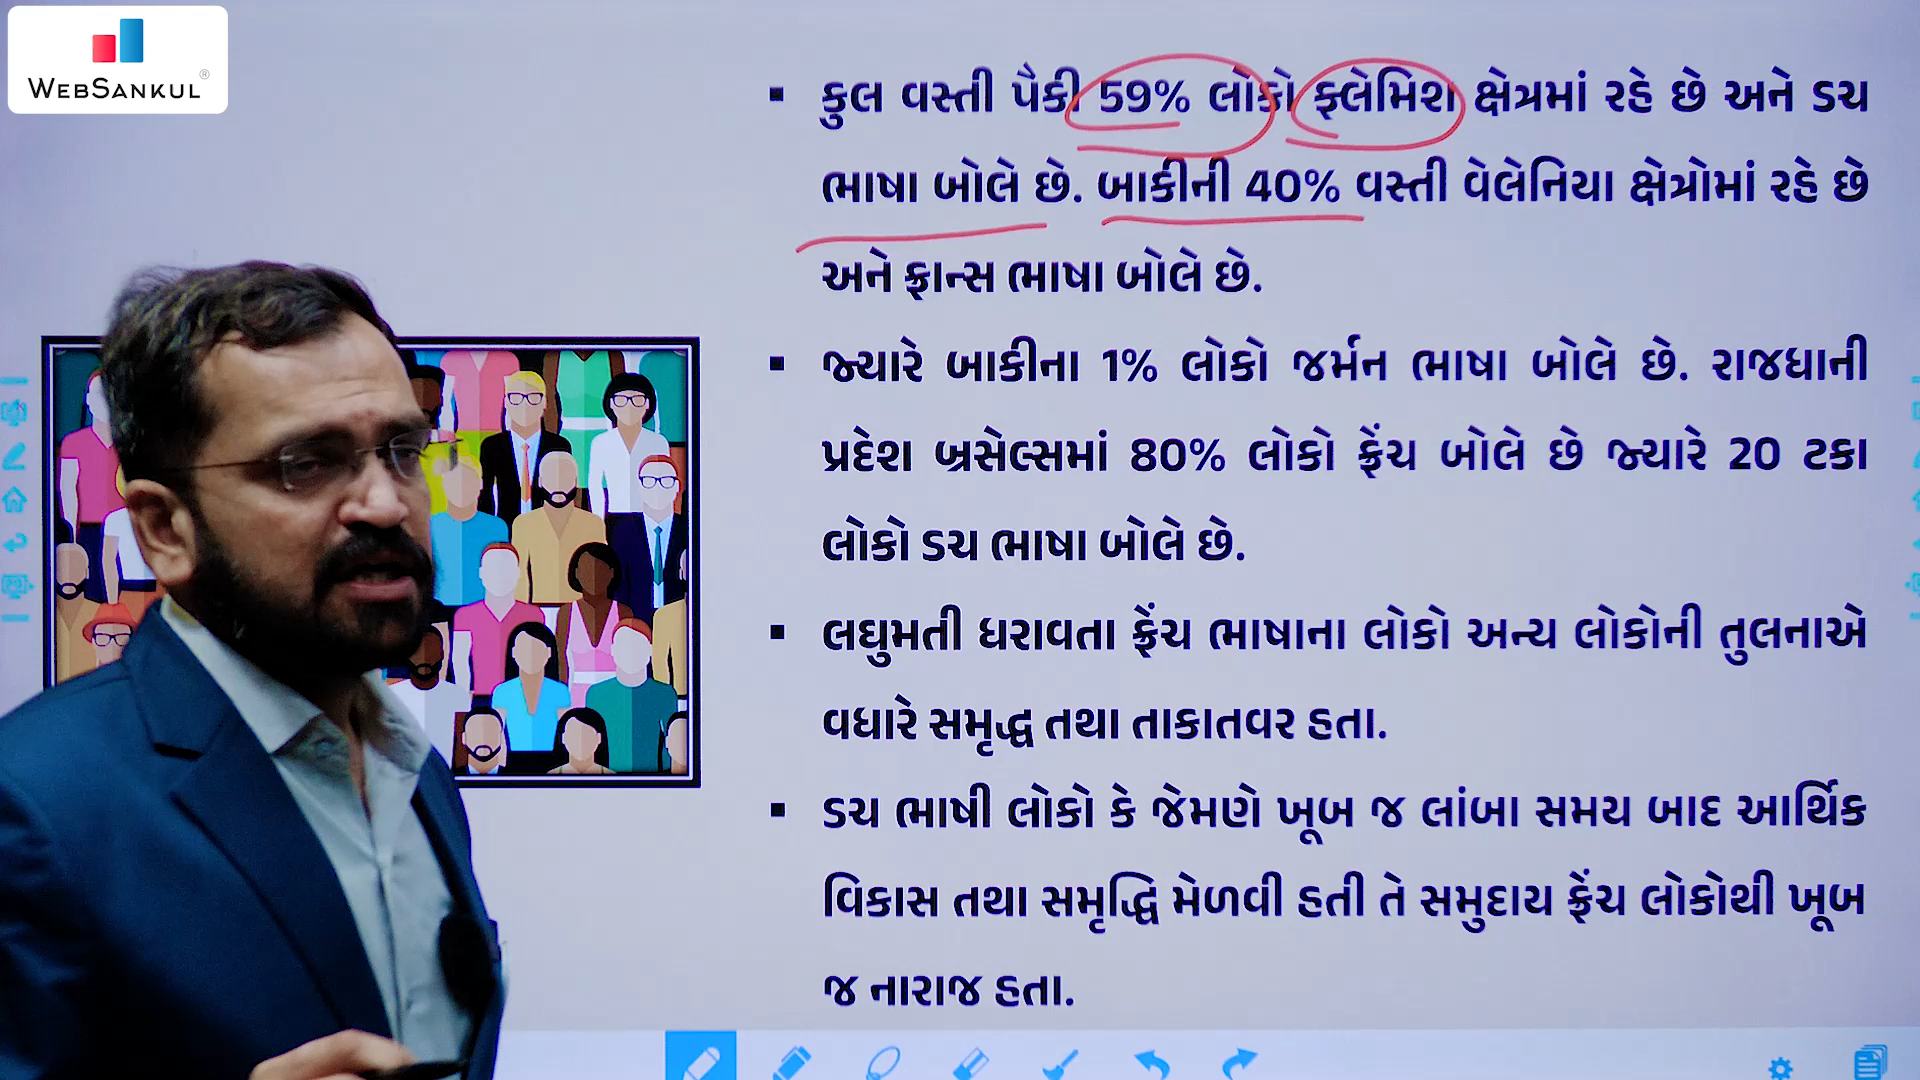 WEBSANKUL®
▪ કુલ વસ્તી પૈકી 59% લોકો ફ્લેમિશ ક્ષેત્રમાં રહે છે અને ડચ
ભાષા બોલે છે. બાકીની 40% વસ્તી વેલેનિયા ક્ષેત્રોમાં રહે છે
અને ફ્રાન્સ ભાષા બોલે છે.
▪ જ્યારે બાકીના 1% લોકો જર્મન ભાષા બોલે છે. રાજધાની
પ્રદેશ બ્રસેલ્સમાં 80% લોકો ફ્રેંચ બોલે છે જ્યારે 20 ટકા
લોકો ડચ ભાષા બોલે છે.
▪ લઘુમતી ધરાવતા ફ્રેંચ ભાષાના લોકો અન્ય લોકોની તુલનાએ
વધારે સમૃદ્ધ તથા તાકાતવર હતા.
▪ ડચ ભાષી લોકો કે જેમણે ખૂબ જ લાંબા સમય બાદ આર્થિક
વિકાસ તથા સમૃદ્ધિ મેળવી હતી તે સમુદાય ફ્રેંચ લોકોથી ખૂબ
જ નારાજ હતા.